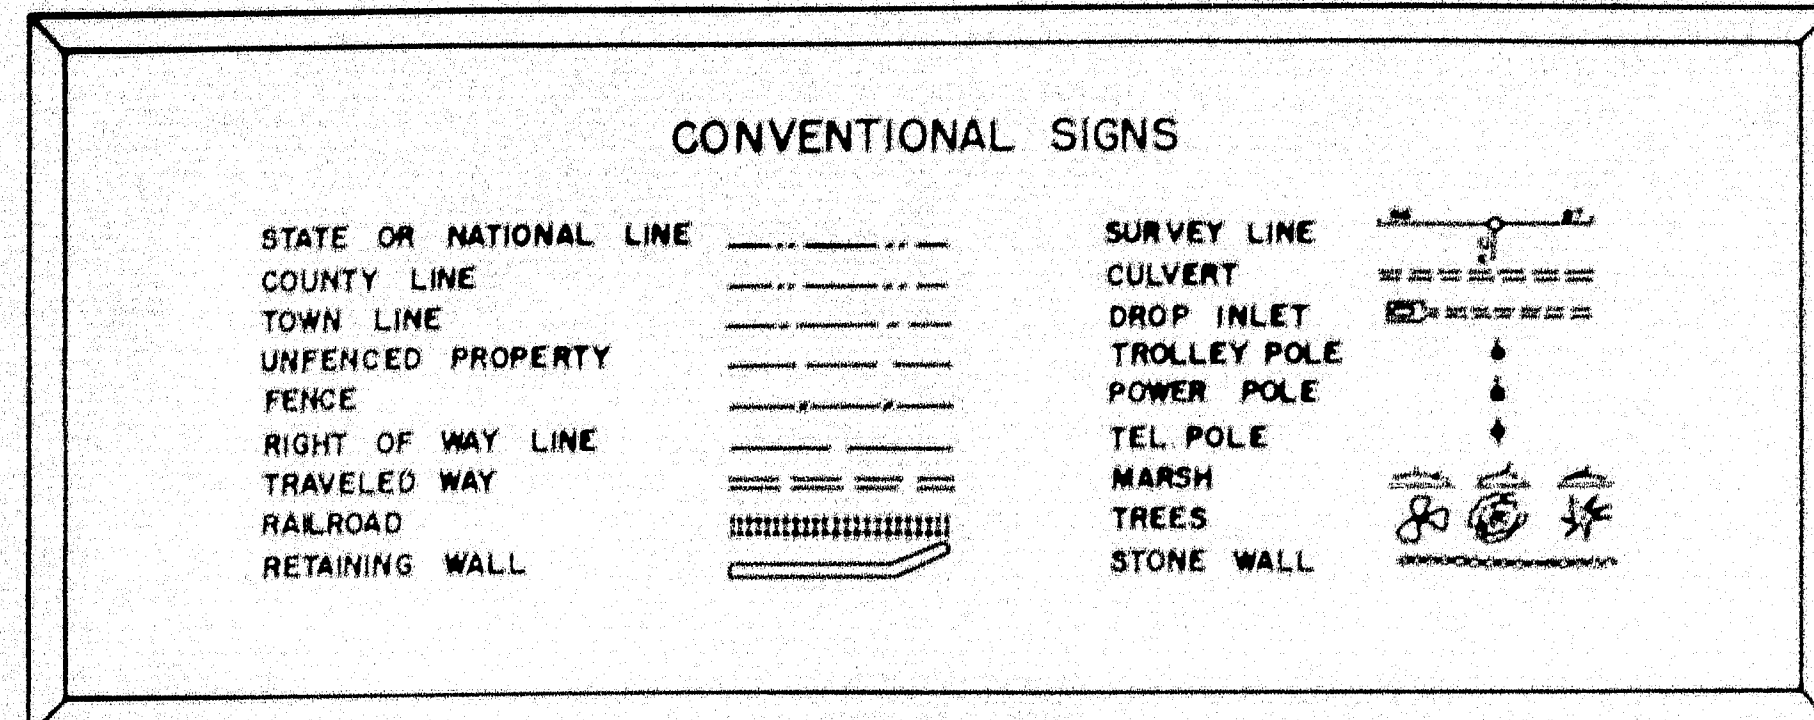 CONVENTIONAL SIGNS
STATE OR NATIONAL LINE
COUNTY LINE
TOWN LINE
UNFENCED PROPERTY
FENCE
RIGHT OF WAY LINE
TRAVELED WAY
RAILROAD
RETAINING WALL
SURVEY LINE
CULVERT
DROP INLET
TROLLEY POLE
POWER POLE
TEL POLE
MARSH
TREES
STONE WALL